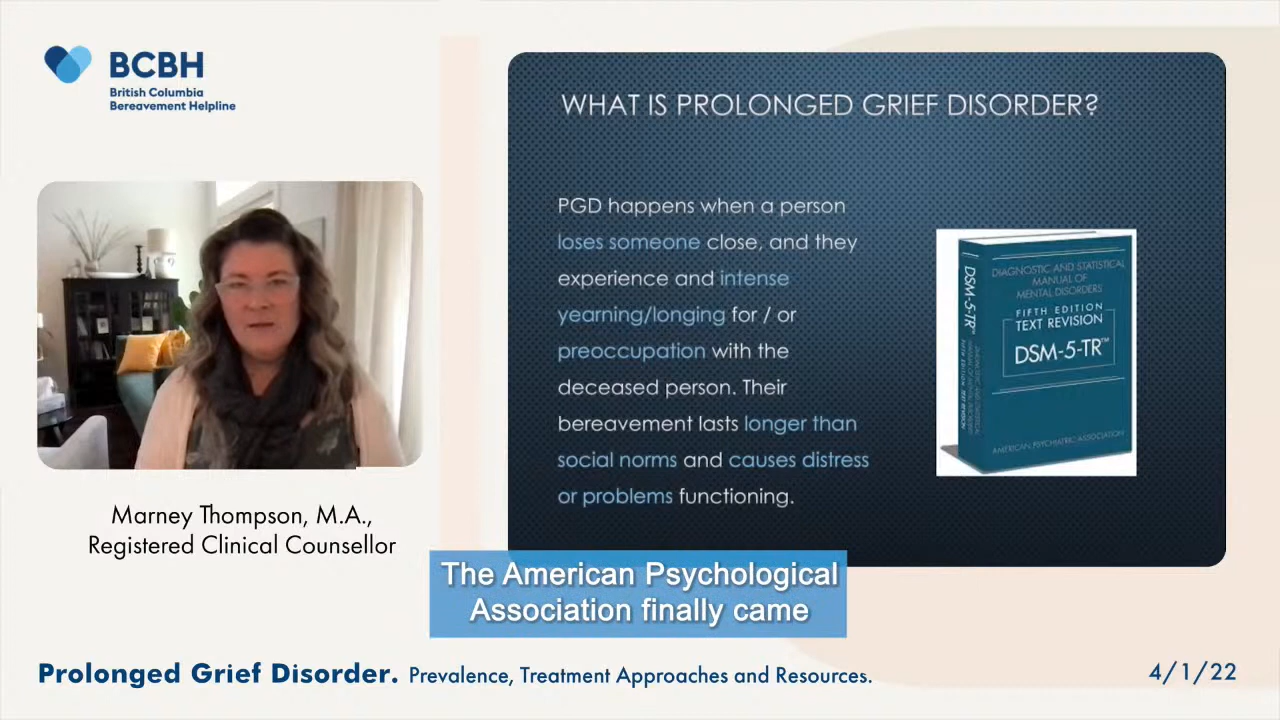 BCBH
British Columbia
Bereavement Helpline
WHAT IS PROLONGED GRIEF DISORDER?
PGD happens when a person
loses someone close, and they
experience and intense
yearning/longing for / or
preoccupation with the
deceased person. Their
bereavement lasts longer than
social norms and causes distress
or problems functioning.
DSM-5-TR™
DIAGNOSTIC AND STATISTICAL
MANUAL OF
MENTAL DISORDERS
FIFTH EDITION
TEXT REVISION
DSM-5-TR™
AMERICAN PSYCHIATRIC ASSOCIATION
Marney Thompson, M.A.,
Registered Clinical Counsellor
The American Psychological
Association finally came
Prolonged Grief Disorder. Prevalence, Treatment Approaches and Resources.
4/1/22